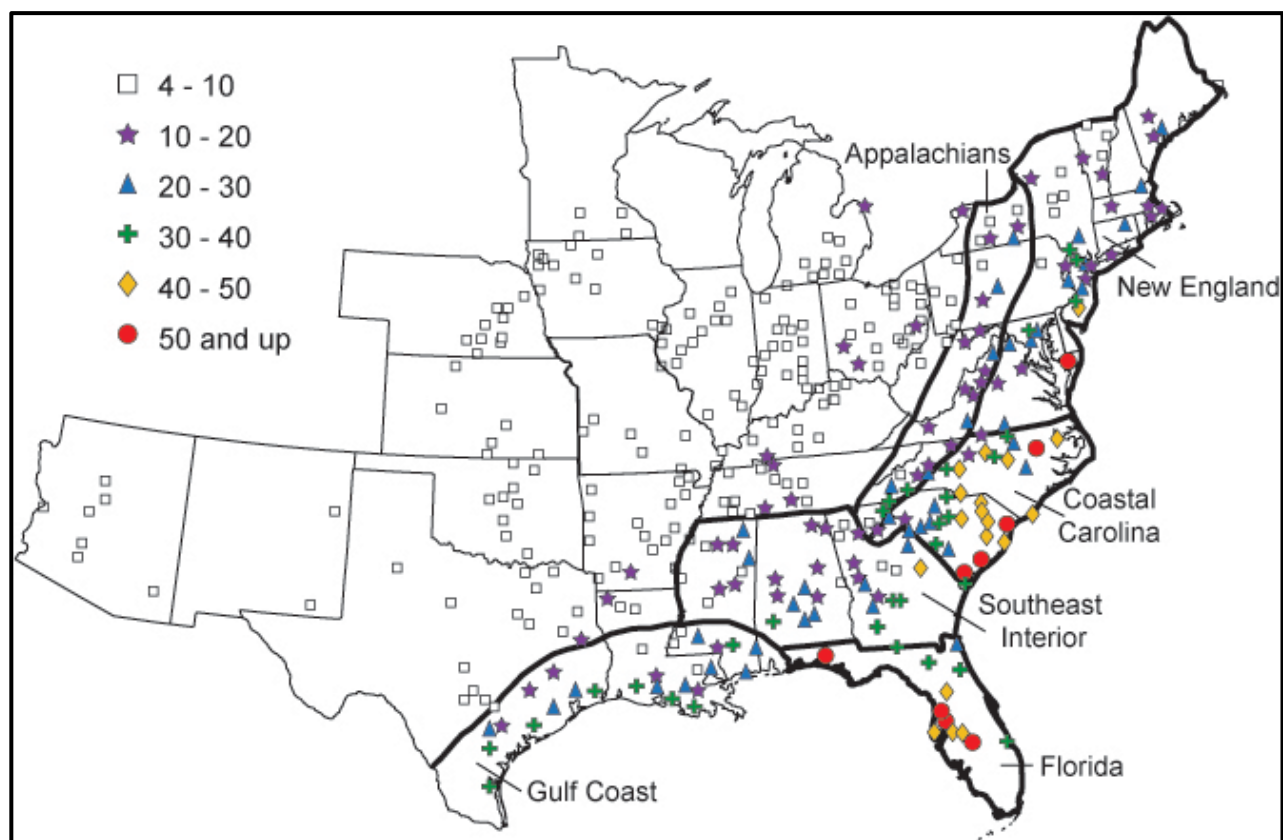 4 - 10
10 - 20
20 - 30
30 - 40
40 - 50
50 and up
Appalachians
New England
Coastal
Carolina
Southeast
Interior
Florida
Gulf Coast